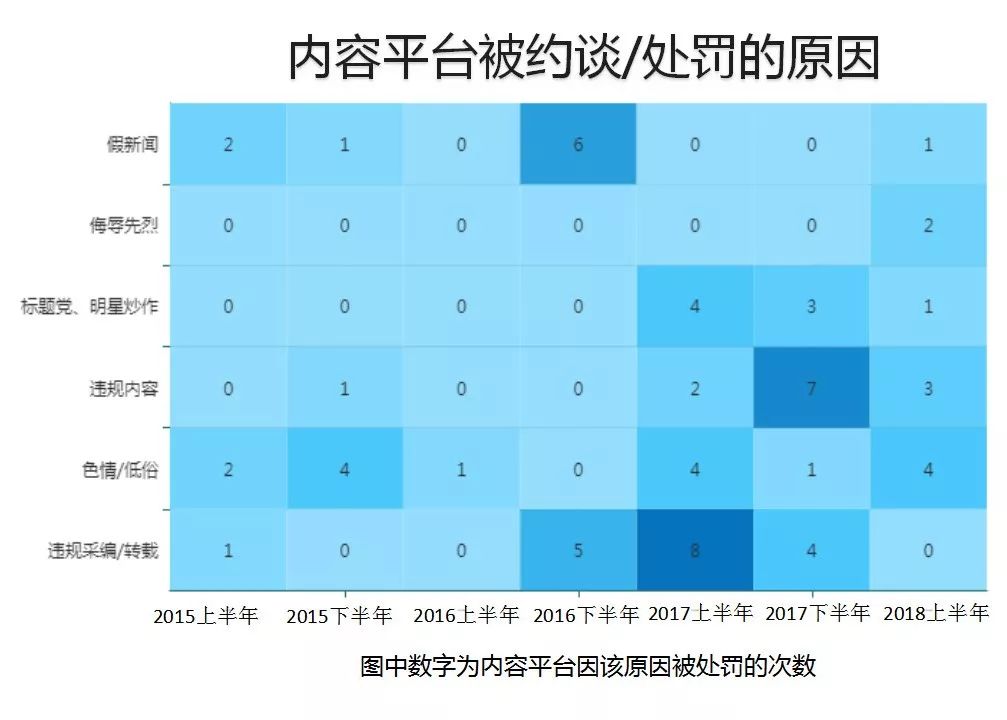 内容平台被约谈/处罚的原因
假新闻 2 1 0 6 0 0 1
侮辱先烈 0 0 0 0 0 0 2
标题党、明星炒作 0 0 0 0 4 3 1
违规内容 0 1 0 0 2 7 3
色情/低俗 2 4 1 0 4 1 4
违规采编/转载 1 0 0 5 8 4 0
2015上半年 2015下半年 2016上半年 2016下半年 2017上半年 2017下半年 2018上半年
图中数字为内容平台因该原因被处罚的次数